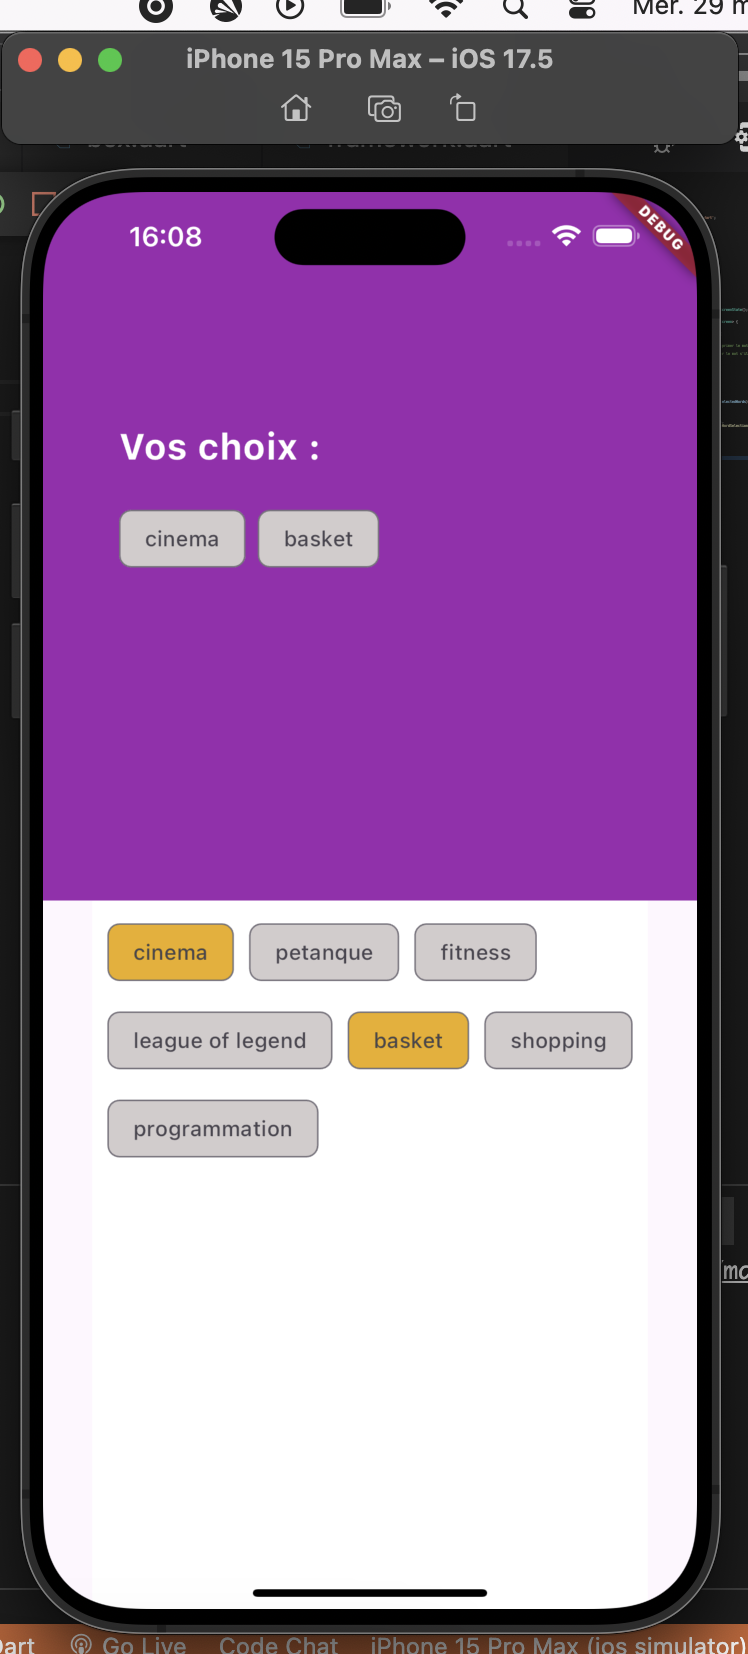 Mer. 29 m
iPhone 15 Pro Max – iOS 17.5
16:08
DEBUG
Vos choix :
cinema basket
cinema petanque fitness
league of legend basket shopping
programmation
Go Live Code Chat iPhone 15 Pro Max (ios simulator)